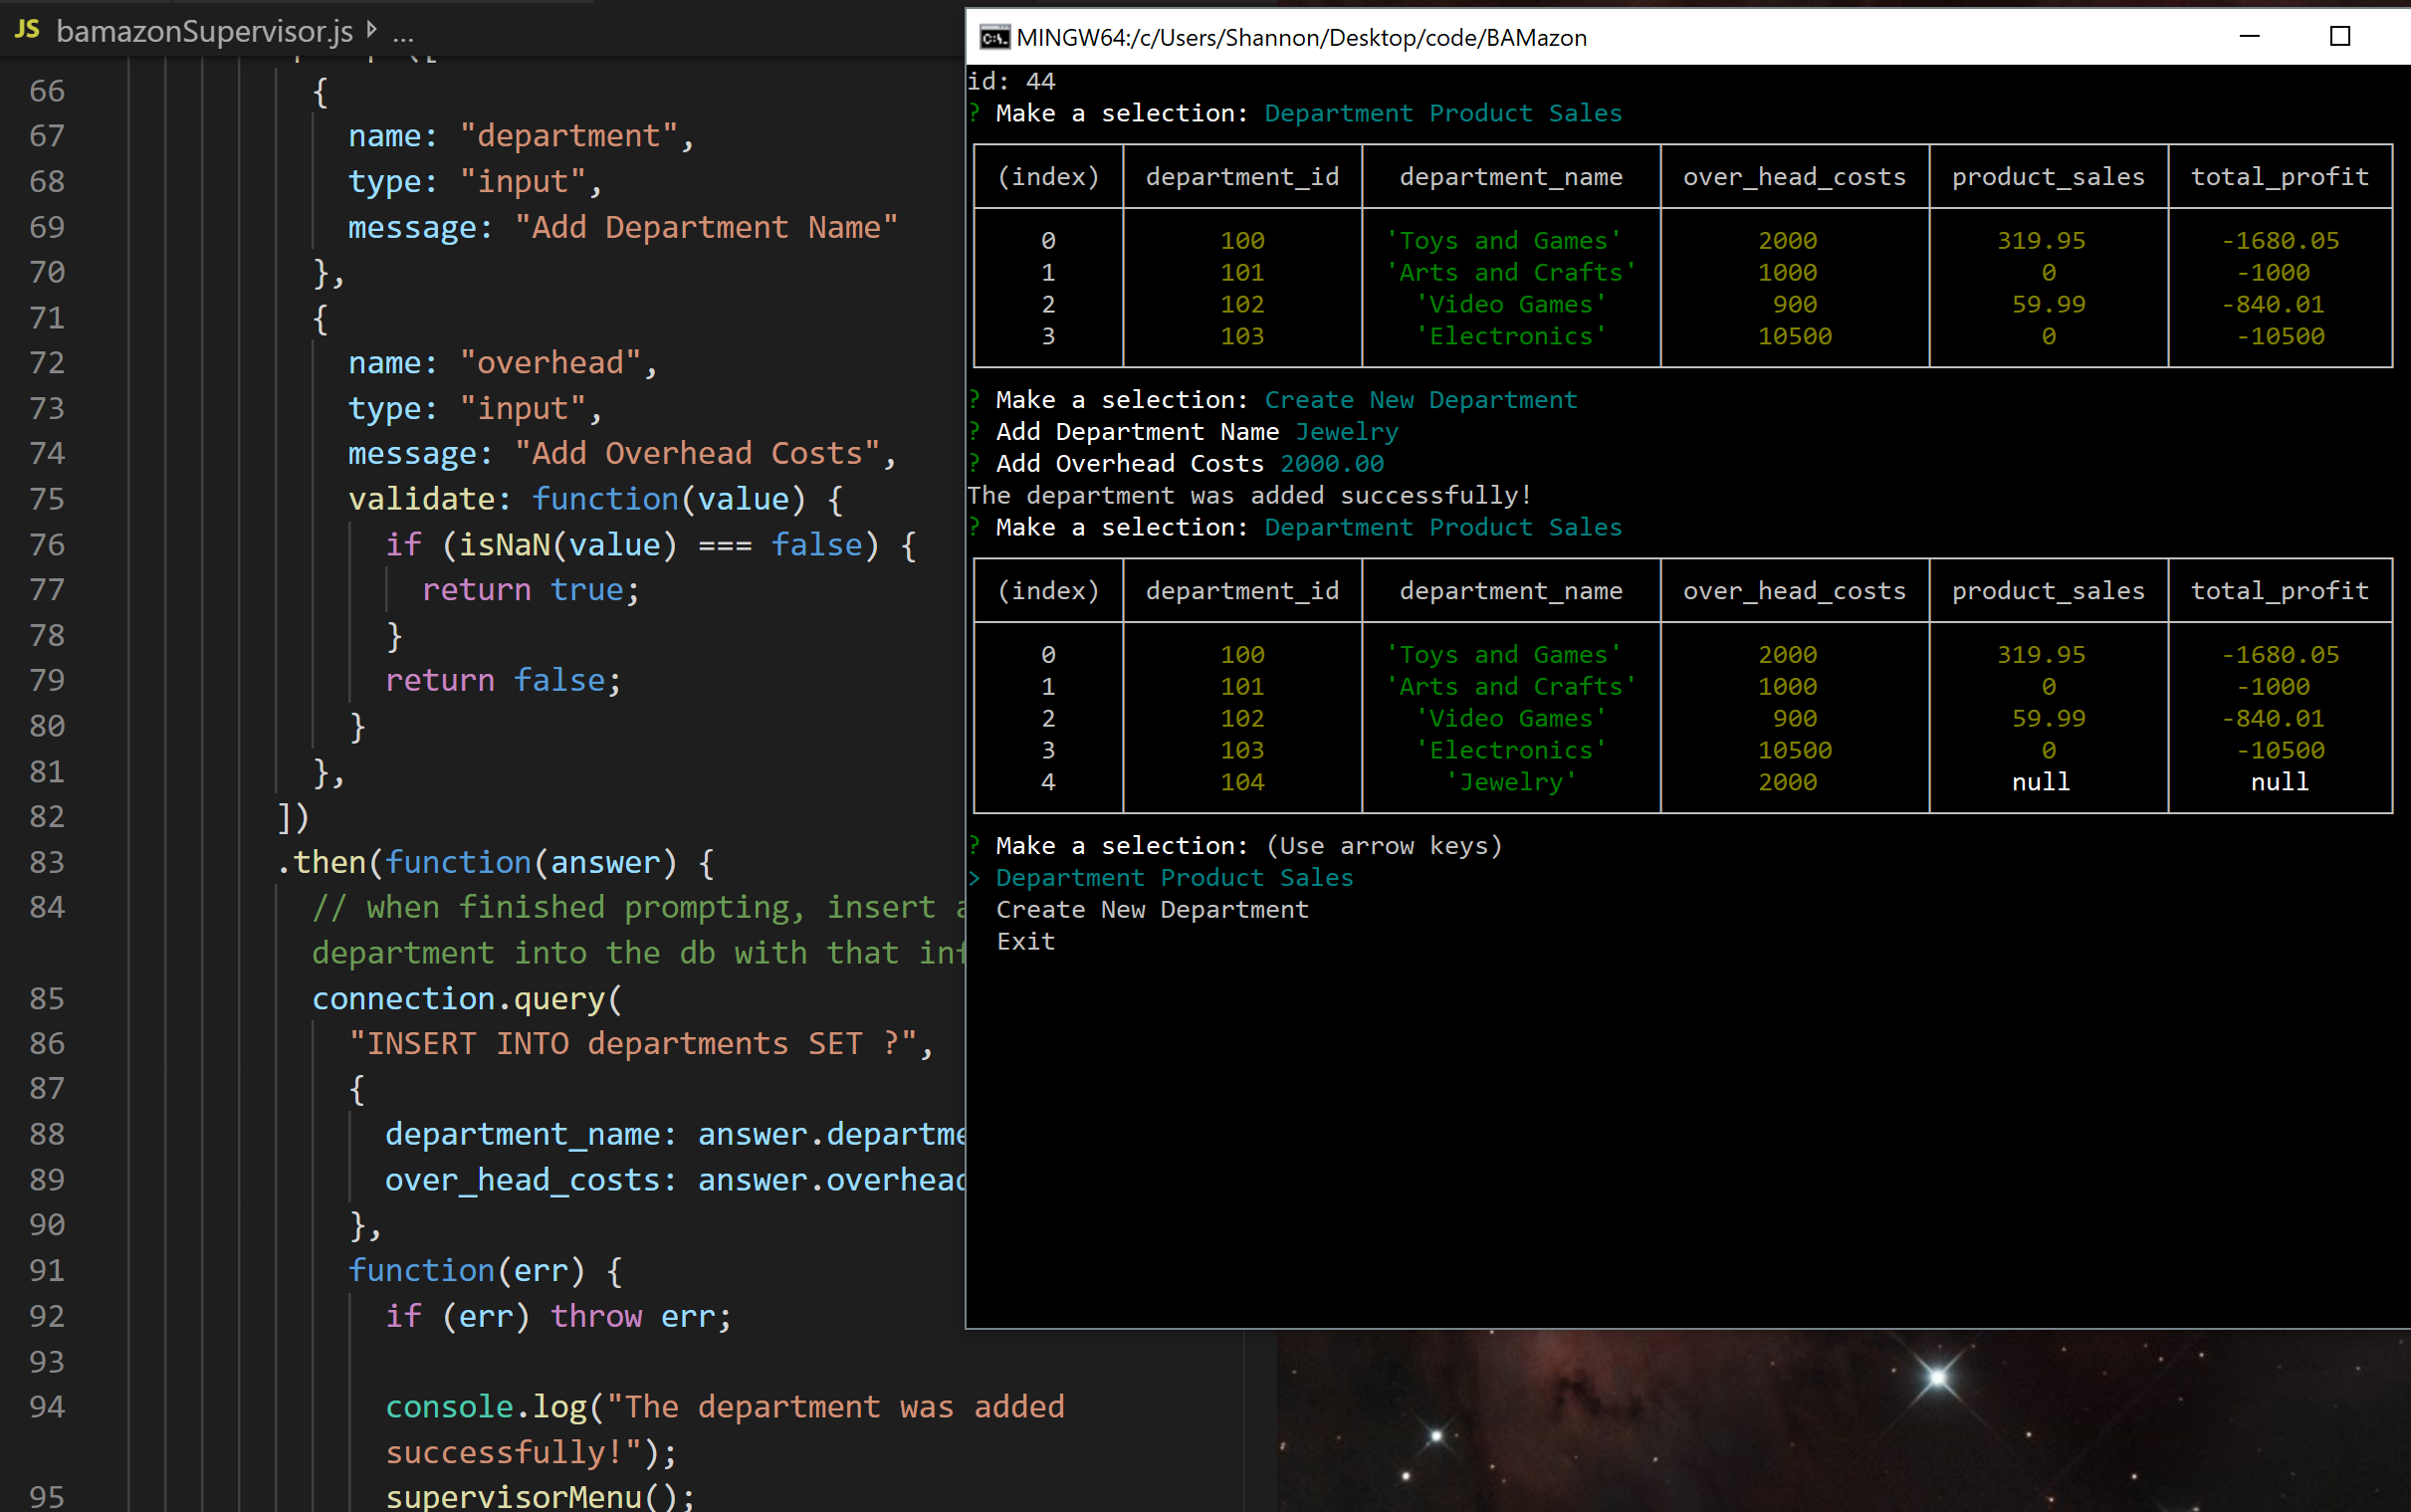 JS bamazonSupervisor.js ...
66 {
67 name: "department",
68 type: "input",
69 message: "Add Department Name"
70 },
71 {
72 name: "overhead",
73 type: "input",
74 message: "Add Overhead Costs",
75 validate: function(value) {
76 if (isNaN(value) === false) {
77 return true;
78 }
79 return false;
80 }
81 },
82 ])
83 .then(function(answer) {
84 // when finished prompting, insert a
department into the db with that inf
85 connection.query(
86 "INSERT INTO departments SET ?",
87 {
88 department_name: answer.departme
89 over_head_costs: answer.overhead
90 },
91 function(err) {
92 if (err) throw err;
93
94 console.log("The department was added
successfully!");
95 supervisorMenu();
MINGW64:/c/Users/Shannon/Desktop/code/BAMazon
id: 44
? Make a selection: Department Product Sales
(index) department_id department_name over_head_costs product_sales total_profit
0 100 'Toys and Games' 2000 319.95 -1680.05
1 101 'Arts and Crafts' 1000 0 -1000
2 102 'Video Games' 900 59.99 -840.01
3 103 'Electronics' 10500 0 -10500
? Make a selection: Create New Department
? Add Department Name Jewelry
? Add Overhead Costs 2000.00
The department was added successfully!
? Make a selection: Department Product Sales
(index) department_id department_name over_head_costs product_sales total_profit
0 100 'Toys and Games' 2000 319.95 -1680.05
1 101 'Arts and Crafts' 1000 0 -1000
2 102 'Video Games' 900 59.99 -840.01
3 103 'Electronics' 10500 0 -10500
4 104 'Jewelry' 2000 null null
? Make a selection: (Use arrow keys)
> Department Product Sales
Create New Department
Exit